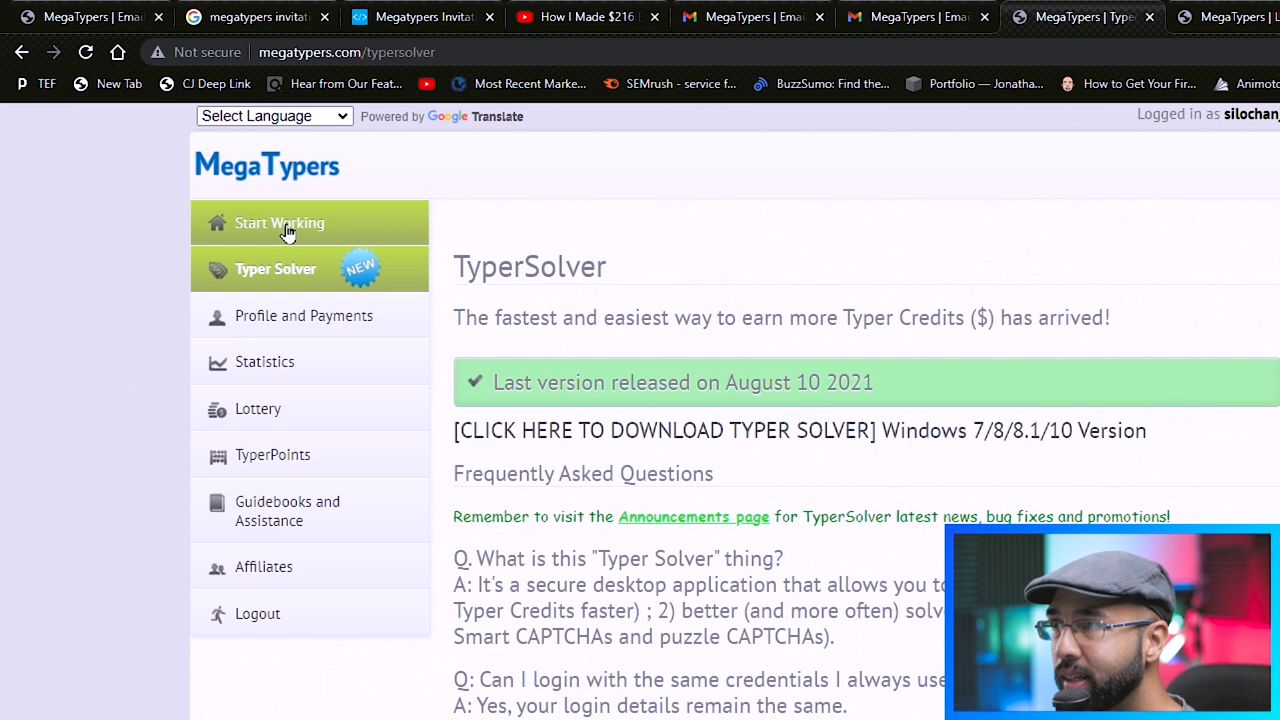 MegaTypers | Email
megatypers invitat
Megatypers Invitat
How I Made $216 E
MegaTypers | Emai
MegaTypers | Emai
MegaTypers | Type
MegaTypers | L
Not secure
megatypers.com/typersolver
TEF
New Tab
CJ Deep Link
Hear from Our Feat...
Most Recent Marke...
SEMrush - service f...
BuzzSumo: Find the...
Portfolio — Jonatha...
How to Get Your Fir...
Animoto
Select Language
Powered by Google Translate
Logged in as silochan
MegaTypers
Start Working
Typer Solver
NEW
Profile and Payments
Statistics
Lottery
TyperPoints
Guidebooks and
Assistance
Affiliates
Logout
TyperSolver
The fastest and easiest way to earn more Typer Credits ($) has arrived!
Last version released on August 10 2021
[CLICK HERE TO DOWNLOAD TYPER SOLVER] Windows 7/8/8.1/10 Version
Frequently Asked Questions
Remember to visit the Announcements page for TyperSolver latest news, bug fixes and promotions!
Q. What is this "Typer Solver" thing?
A: It's a secure desktop application that allows you to
Typer Credits faster) ; 2) better (and more often) solv
Smart CAPTCHAs and puzzle CAPTCHAs).
Q: Can I login with the same credentials I always use
A: Yes, your login details remain the same.